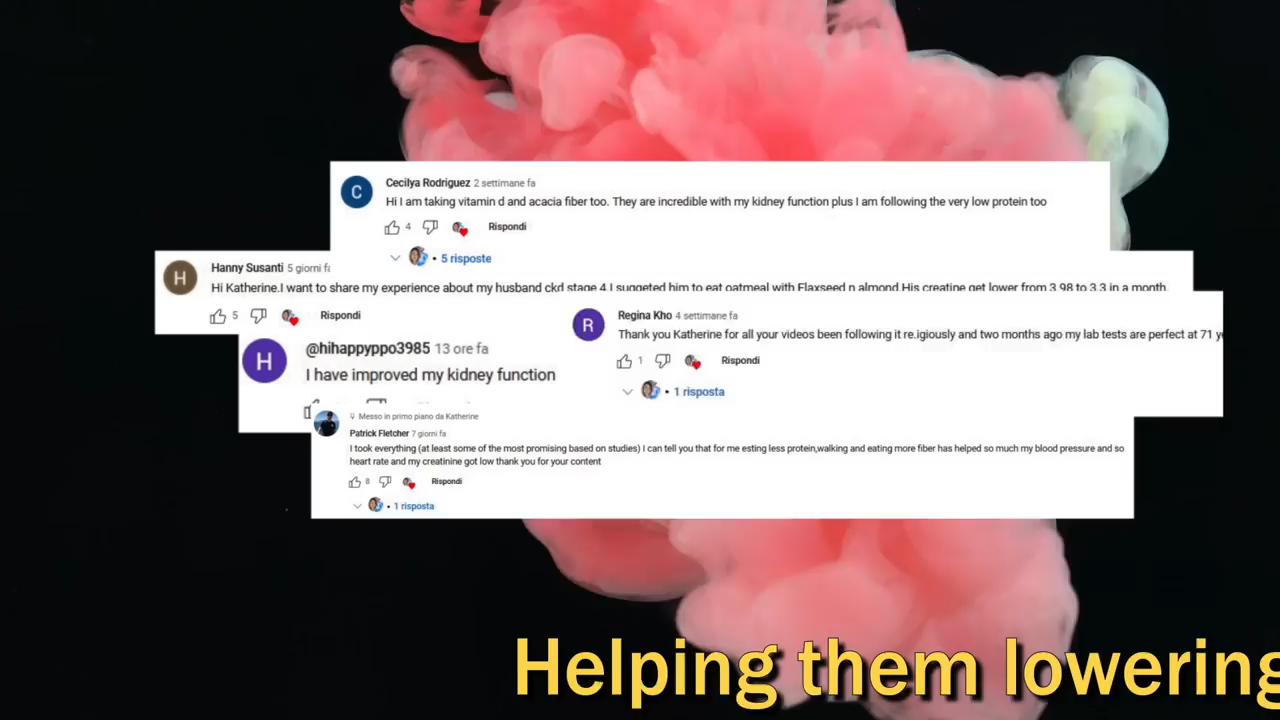 C
Cecilya Rodriguez 2 settimane fa
Hi I am taking vitamin d and acacia fiber too. They are incredible with my kidney function plus I am following the very low protein too
4 Rispondi
• 5 risposte
H
Hanny Susanti 5 giorni fa
Hi Katherine.I want to share my experience about my husband ckd stage 4.I suggeted him to eat oatmeal with Flaxseed n almond.His creatine get lower from 3.98 to 3.3 in a month.
5 Rispondi
R
Regina Kho 4 settimane fa
Thank you Katherine for all your videos been following it re.igiously and two months ago my lab tests are perfect at 71
1 Rispondi
• 1 risposta
H
@hihappyppo3985 13 ore fa
I have improved my kidney function
Messo in primo piano da Katherine
Patrick Fletcher 7 giorni fa
I took everything (at least some of the most promising based on studies) I can tell you that for me esting less protein,walking and eating more fiber has helped so much my blood pressure and so
heart rate and my creatinine got low thank you for your content
8 Rispondi
• 1 risposta
Helping them lowering